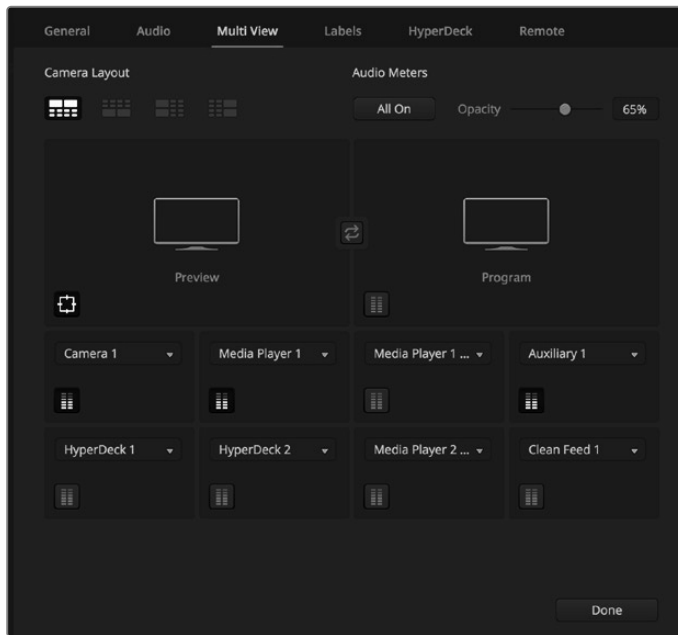 General Audio Multi View Labels HyperDeck Remote
Camera Layout Audio Meters
All On Opacity 65%
Preview Program
Camera 1 Media Player 1 Media Player 1 ... Auxiliary 1
HyperDeck 1 HyperDeck 2 Media Player 2 ... Clean Feed 1
Done